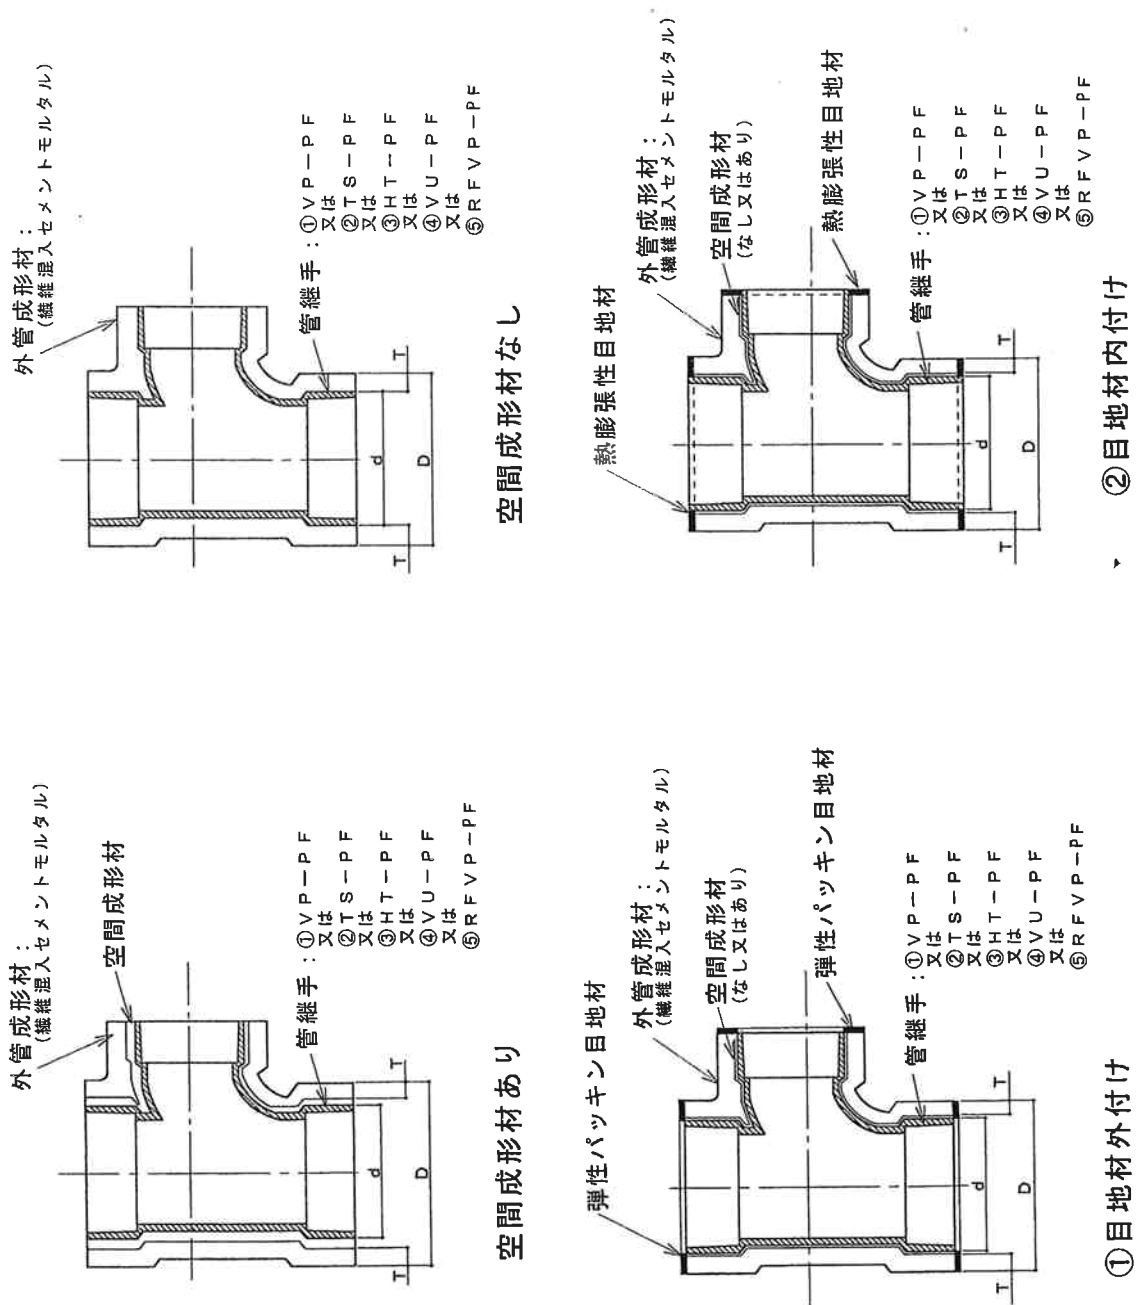 外管成形材：
(繊維混入セメントモルタル)
空間成形材
管継手：①VP－PF
又は
②TS－PF
又は
③HT－PF
又は
④VU－PF
又は
⑤RFVP－PF
T
d
D
T
空間成形材あり
外管成形材：
(繊維混入セメントモルタル)
管継手：①VP－PF
又は
②TS－PF
又は
③HT－PF
又は
④VU－PF
又は
⑤RFVP－PF
T
d
D
T
空間成形材なし
弾性パッキン目地材
外管成形材：
(繊維混入セメントモルタル)
空間成形材
(なし又はあり)
弾性パッキン目地材
管継手：①VP－PF
又は
②TS－PF
又は
③HT－PF
又は
④VU－PF
又は
⑤RFVP－PF
T
d
D
T
①目地材外付け
熱膨張性目地材
外管成形材：
(繊維混入セメントモルタル)
空間成形材
(なし又はあり)
熱膨張性目地材
管継手：①VP－PF
又は
②TS－PF
又は
③HT－PF
又は
④VU－PF
又は
⑤RFVP－PF
T
d
D
T
②目地材内付け